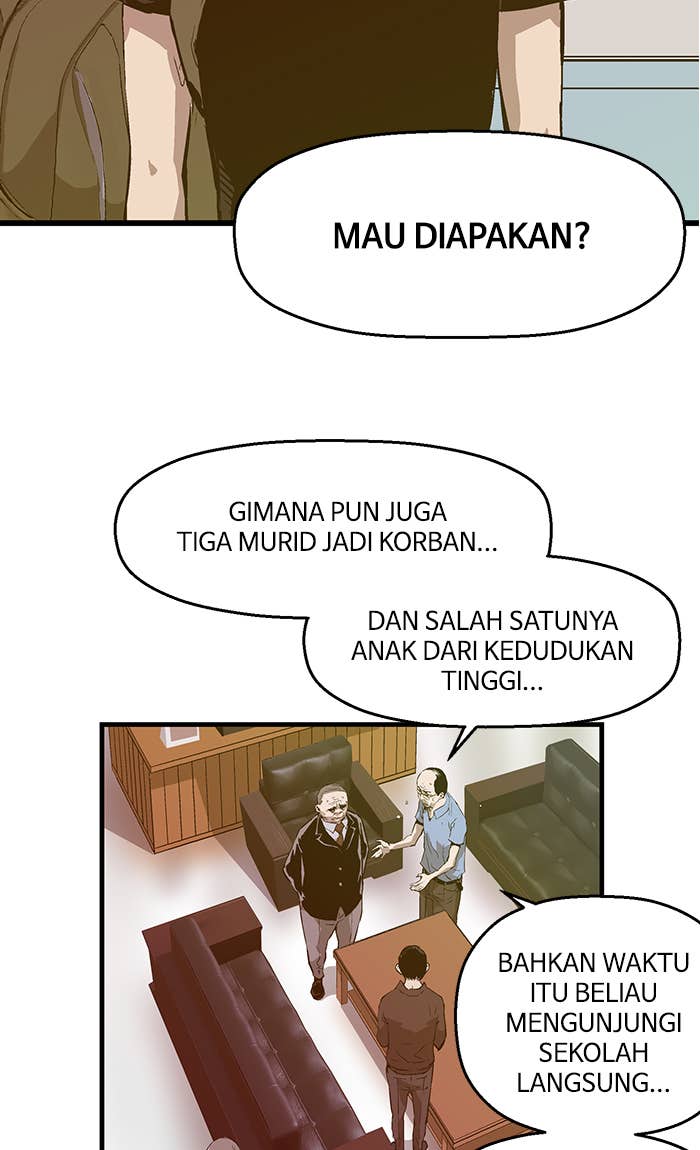 MAU DIAPAKAN?
GIMANA PUN JUGA
TIGA MURID JADI KORBAN...
DAN SALAH SATUNYA
ANAK DARI KEDUDUKAN
TINGGI...
BAHKAN WAKTU
ITU BELIAU
MENGUNJUNGI
SEKOLAH
LANGSUNG...